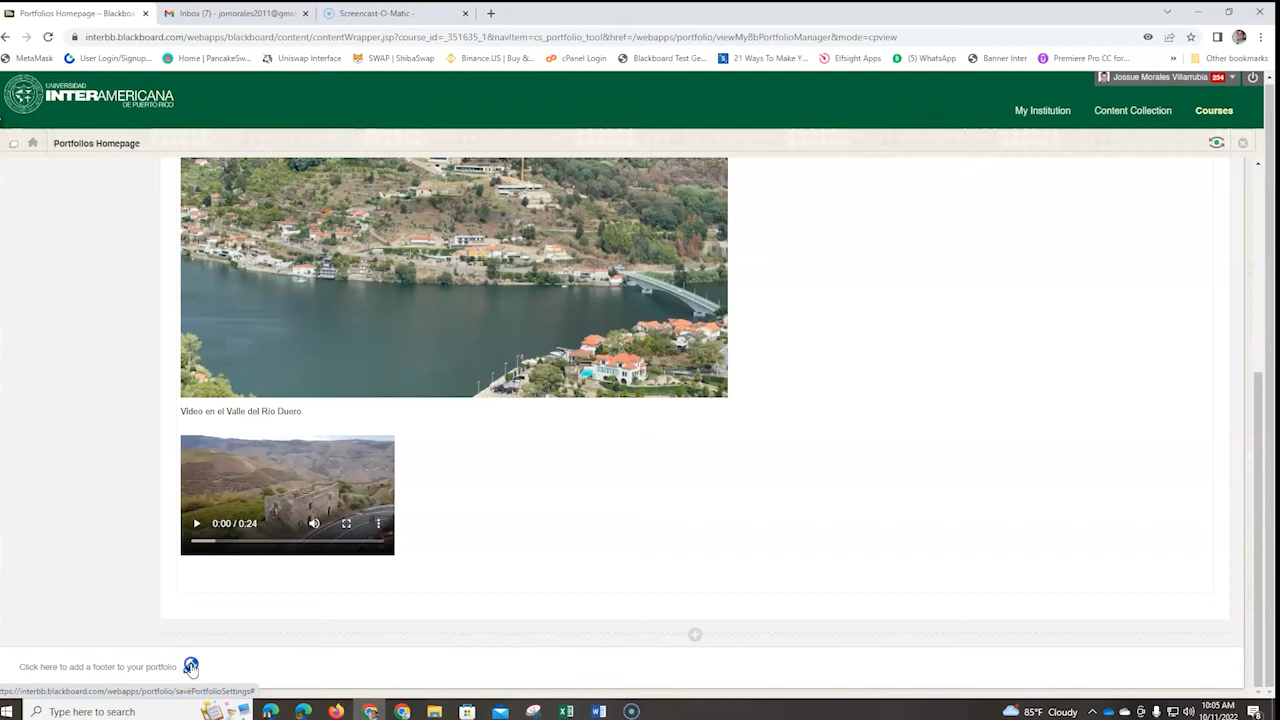 Portfolios Homepage – Blackboa
Inbox (7) - jomorales2011@gmai
Screencast-O-Matic -
interbb.blackboard.com/webapps/blackboard/content/contentWrapper.jsp?course_id=_351635_1&navItem=cs_portfolio_tool&href=/webapps/portfolio/viewMyBbPortfolioManager&mode=cpview
MetaMask
User Login/Signup...
Home | PancakeSw...
Uniswap Interface
SWAP | ShibaSwap
Binance.US | Buy &...
cPanel Login
Blackboard Test Ge...
21 Ways To Make Y...
Elfsight Apps
(5) WhatsApp
Banner Inter
Premiere Pro CC for...
»
Other bookmarks
UNIVERSIDAD
INTERAMERICANA
DE PUERTO RICO
Jossue Morales Villarrubia 254
My Institution
Content Collection
Courses
Portfolios Homepage
Video en el Valle del Río Duero.
0:00 / 0:24
Click here to add a footer to your portfolio
ttps://interbb.blackboard.com/webapps/portfolio/savePortfolioSettings#
Type here to search
85°F Cloudy
10:05 AM
10/11/2022